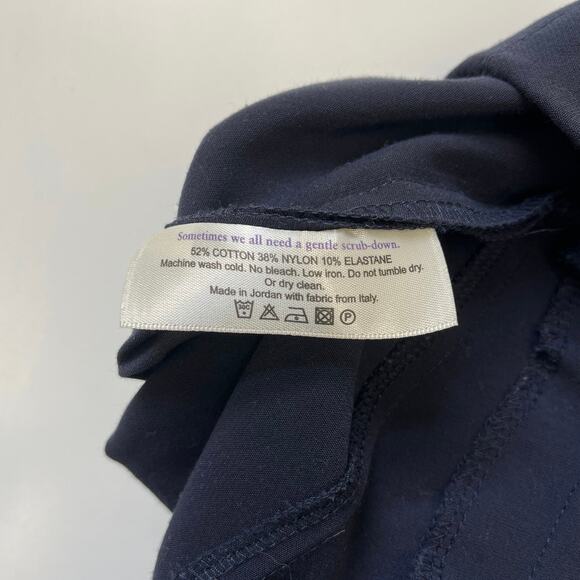 Sometimes we all need a gentle scrub-down.
52% COTTON 38% NYLON 10% ELASTANE
Machine wash cold. No bleach. Low iron. Do not tumble dry.
Or dry clean.
Made in Jordan with fabric from Italy.
30C P